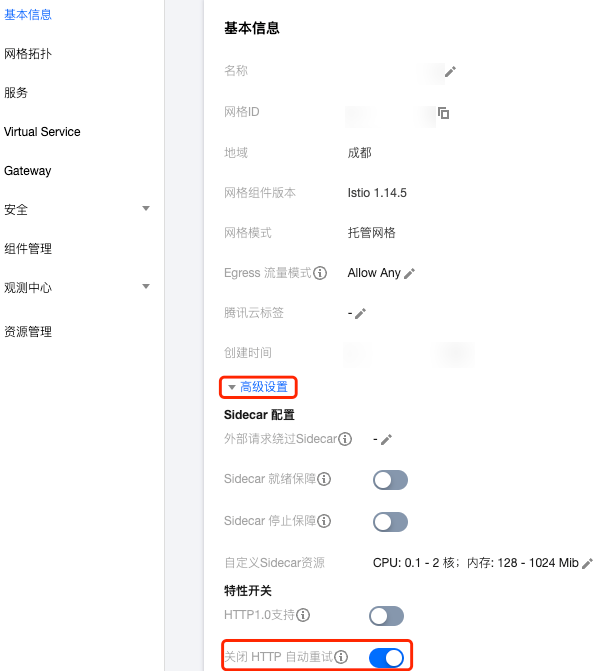 基本信息
网格拓扑
服务
Virtual Service
Gateway
安全
组件管理
观测中心
资源管理
基本信息
名称
网格ID
地域 成都
网格组件版本 Istio 1.14.5
网格模式 托管网格
Egress 流量模式 Allow Any
腾讯云标签 -
创建时间
高级设置
Sidecar 配置
外部请求绕过Sidecar -
Sidecar 就绪保障
Sidecar 停止保障
自定义Sidecar资源 CPU: 0.1 - 2 核；内存: 128 - 1024 Mib
特性开关
HTTP1.0支持
关闭 HTTP 自动重试